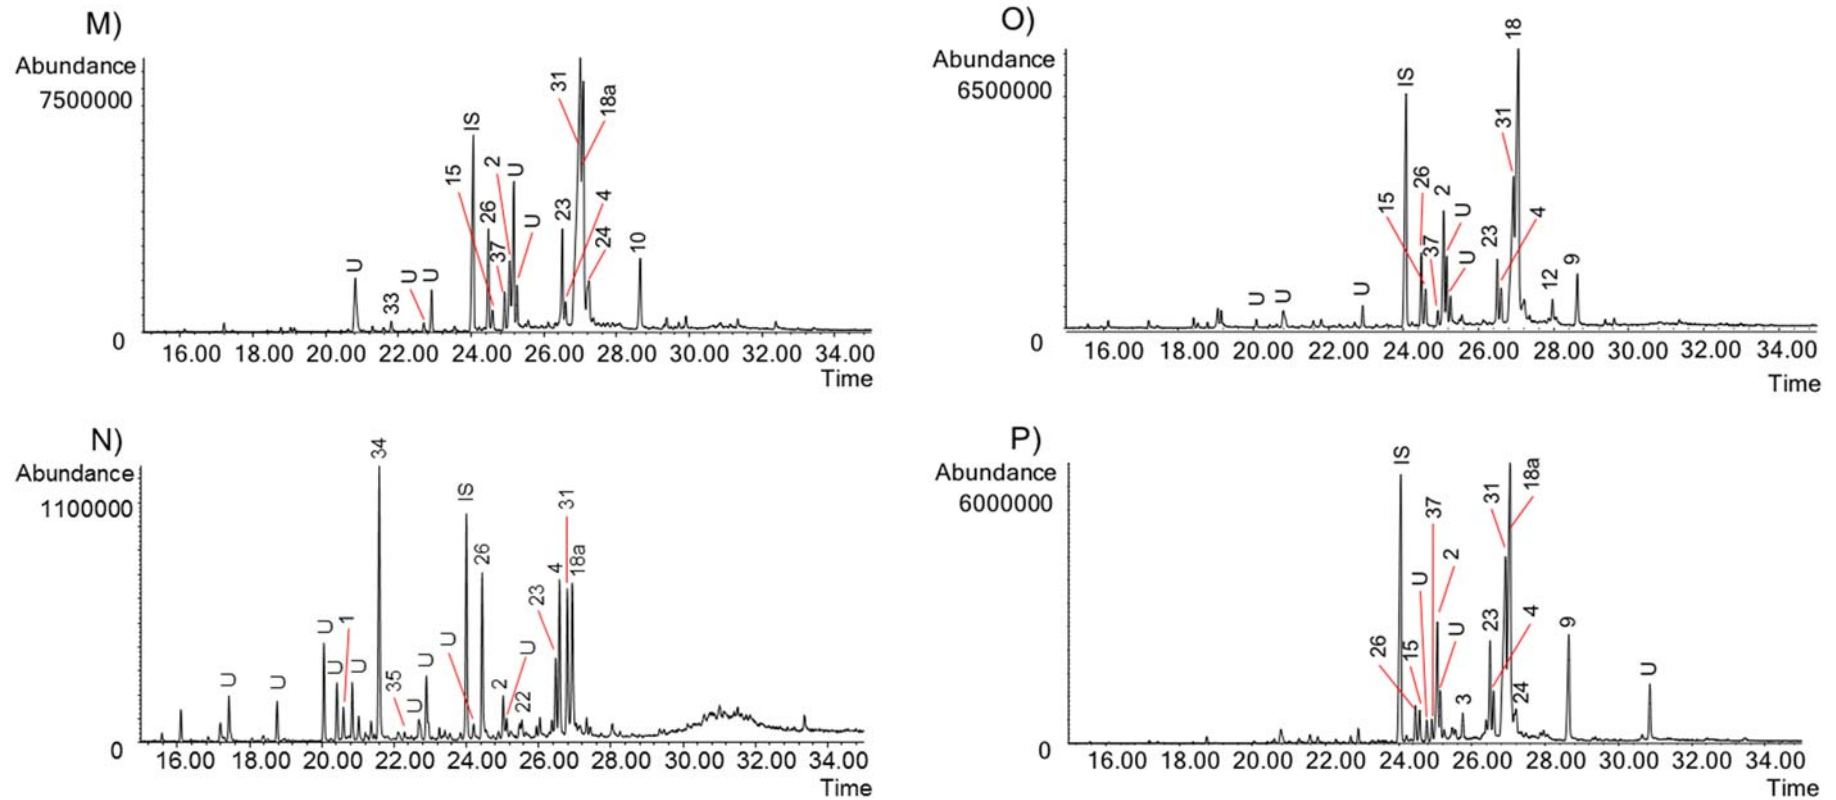 M)
Abundance
7500000
0
U
33
U
U
IS
15
26
37
2
U
U
23
4
31
18a
24
10
16.00 18.00 20.00 22.00 24.00 26.00 28.00 30.00 32.00 34.00
Time
O)
Abundance
6500000
0
U
U
U
IS
15
26
37
2
U
U
23
31
18
4
12
9
16.00 18.00 20.00 22.00 24.00 26.00 28.00 30.00 32.00 34.00
Time
N)
Abundance
1100000
0
U
U
U
U
1
U
34
35
U
U
U
IS
26
2
U
22
23
4
31
18a
16.00 18.00 20.00 22.00 24.00 26.00 28.00 30.00 32.00 34.00
Time
P)
Abundance
6000000
0
IS
26
15
U
37
2
U
3
23
31
18a
4
24
9
U
16.00 18.00 20.00 22.00 24.00 26.00 28.00 30.00 32.00 34.00
Time